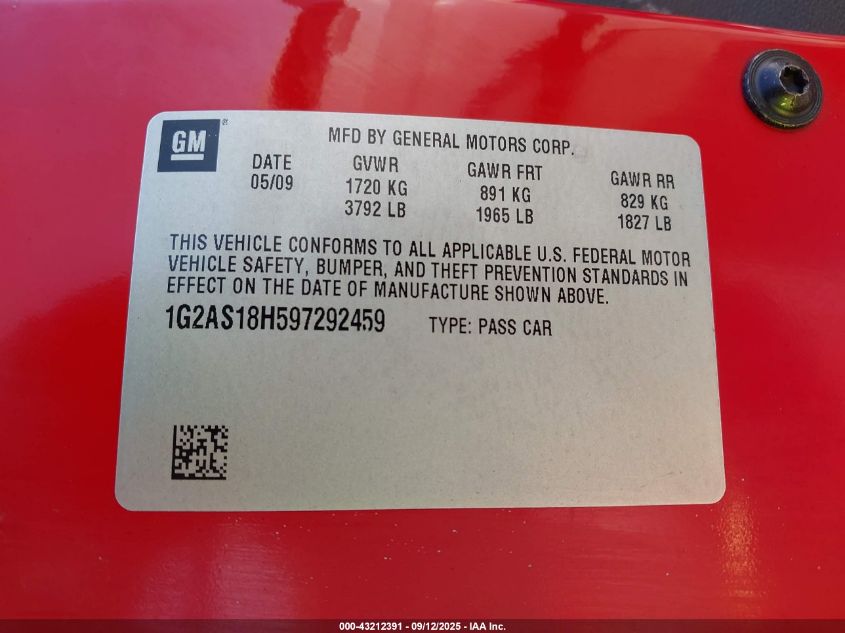 GM®
MFD BY GENERAL MOTORS CORP.
DATE GVWR GAWR FRT GAWR RR
05/09 1720 KG 891 KG 829 KG
3792 LB 1965 LB 1827 LB
THIS VEHICLE CONFORMS TO ALL APPLICABLE U.S. FEDERAL MOTOR
VEHICLE SAFETY, BUMPER, AND THEFT PREVENTION STANDARDS IN
EFFECT ON THE DATE OF MANUFACTURE SHOWN ABOVE.
1G2AS18H597292459 TYPE: PASS CAR
000-43212391 - 09/12/2025 - IAA Inc.